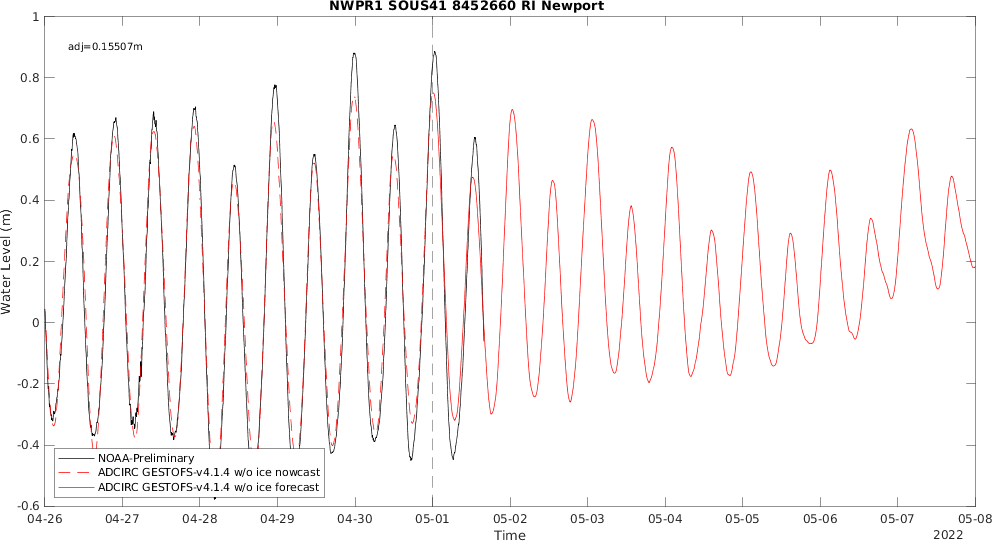 NWPR1 SOUS41 8452660 RI Newport
adj=0.15507m
1
0.8
0.6
0.4
0.2
0
-0.2
-0.4
-0.6
Water Level (m)
NOAA-Preliminary
ADCIRC GESTOFS-v4.1.4 w/o ice nowcast
ADCIRC GESTOFS-v4.1.4 w/o ice forecast
04-26 04-27 04-28 04-29 04-30 05-01 05-02 05-03 05-04 05-05 05-06 05-07 05-08
Time
2022